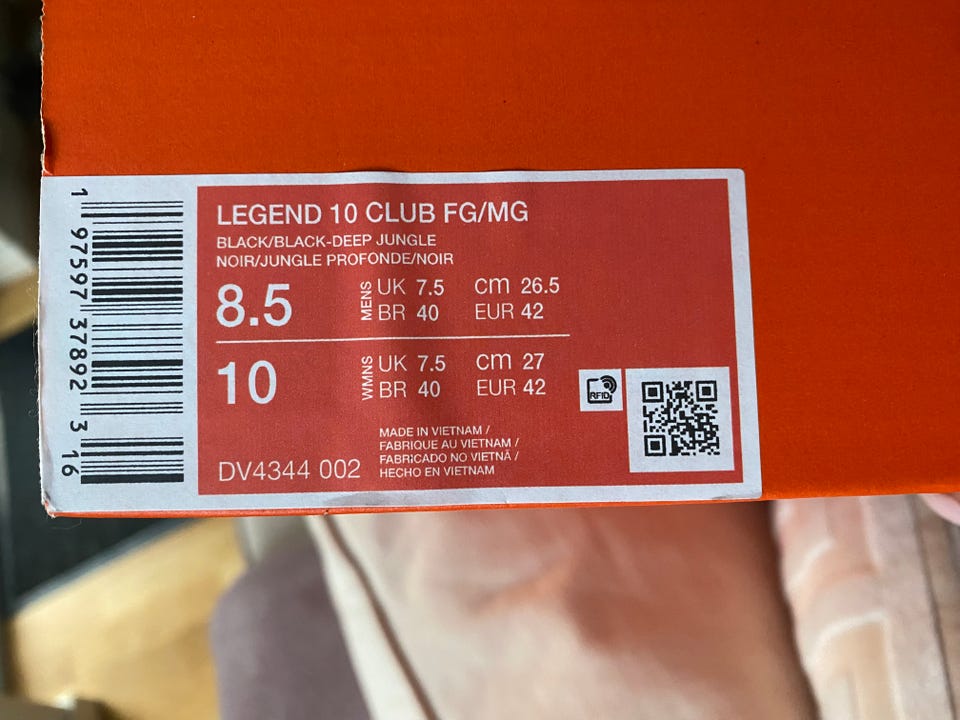 LEGEND 10 CLUB FG/MG
BLACK/BLACK-DEEP JUNGLE
NOIR/JUNGLE PROFONDE/NOIR
8.5 MENS UK 7.5 cm 26.5
BR 40 EUR 42
10 WMNS UK 7.5 cm 27
BR 40 EUR 42
RFID
MADE IN VIETNAM /
FABRIQUE AU VIETNAM /
FABRICADO NO VIETNÃ /
HECHO EN VIETNAM
DV4344 002
1 97597 37892 3 16